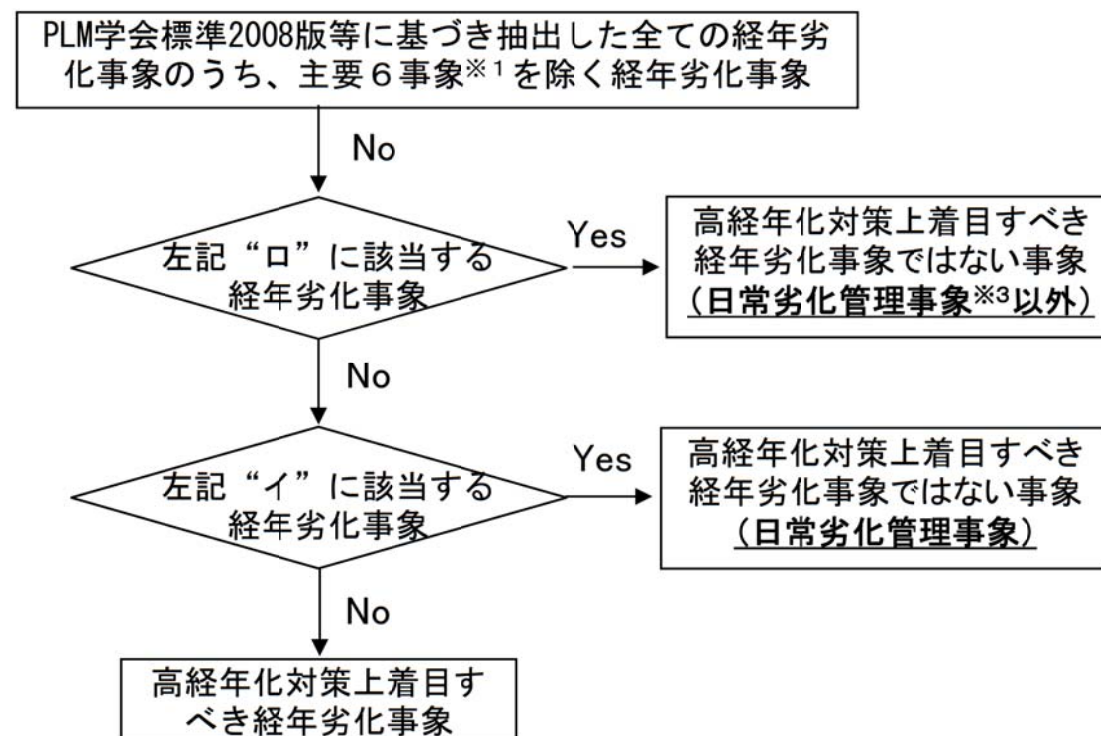 PLM学会標準2008版等に基づき抽出した全ての経年劣
化事象のうち、主要６事象※１を除く経年劣化事象
No
左記“ロ”に該当する
経年劣化事象
Yes
高経年化対策上着目すべき
経年劣化事象ではない事象
(日常劣化管理事象※3以外)
No
左記“イ”に該当する
経年劣化事象
Yes
高経年化対策上着目すべき
経年劣化事象ではない事象
(日常劣化管理事象)
No
高経年化対策上着目す
べき経年劣化事象